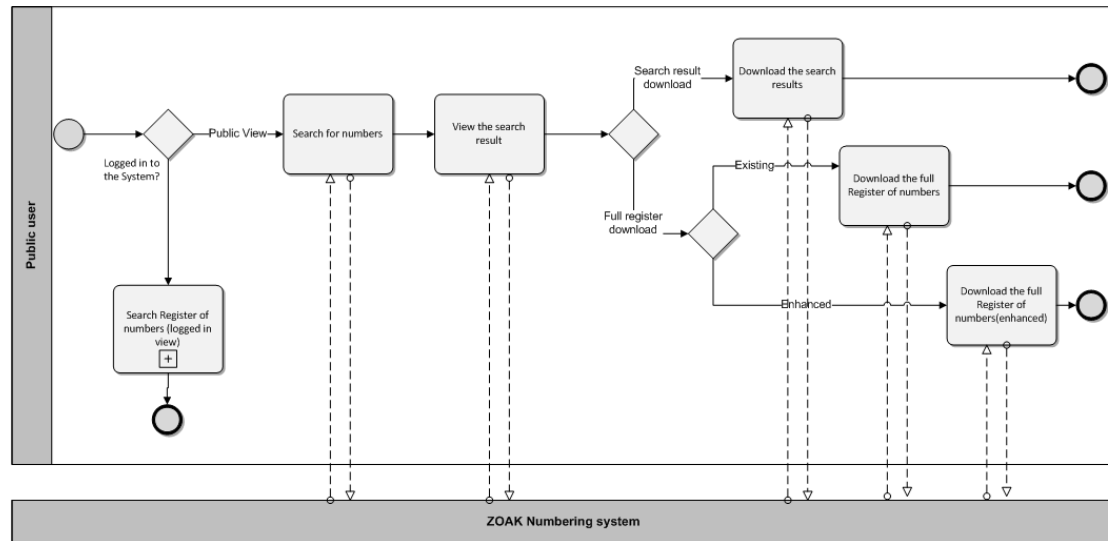 Public user
Logged in to
the System?
Public View
Search for numbers
View the search
result
Search result
download
Download the search
results
Full register
download
Existing
Download the full
Register of numbers
Enhanced
Download the full
Register of
numbers(enhanced)
Search Register of
numbers (logged in
view)
ZOAK Numbering system